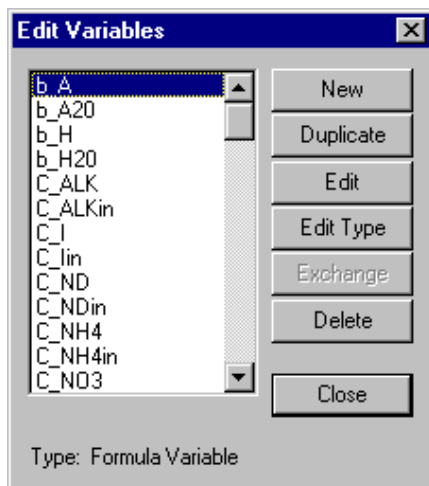 Edit Variables
b_A
b_A20
b_H
b_H20
C_ALK
C_ALKin
C_I
C_Iin
C_ND
C_NDin
C_NH4
C_NH4in
C_NO3
New
Duplicate
Edit
Edit Type
Exchange
Delete
Close
Type: Formula Variable